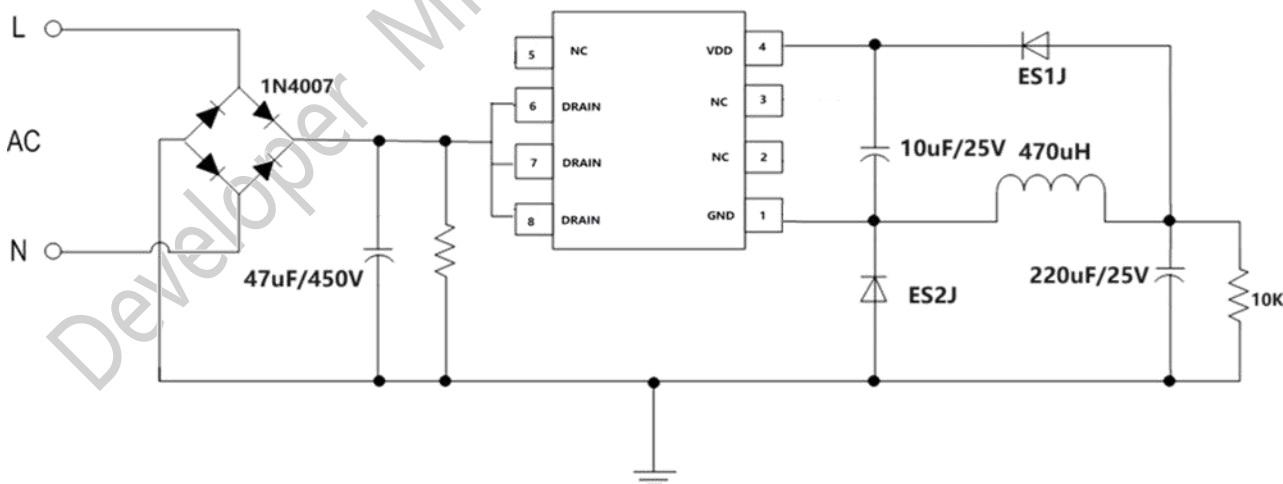 L
1N4007
AC
N
47uF/450V
5 NC
6 DRAIN
7 DRAIN
8 DRAIN
VDD 4
NC 3
NC 2
GND 1
ES1J
10uF/25V
470uH
ES2J
220uF/25V
10K
Developer